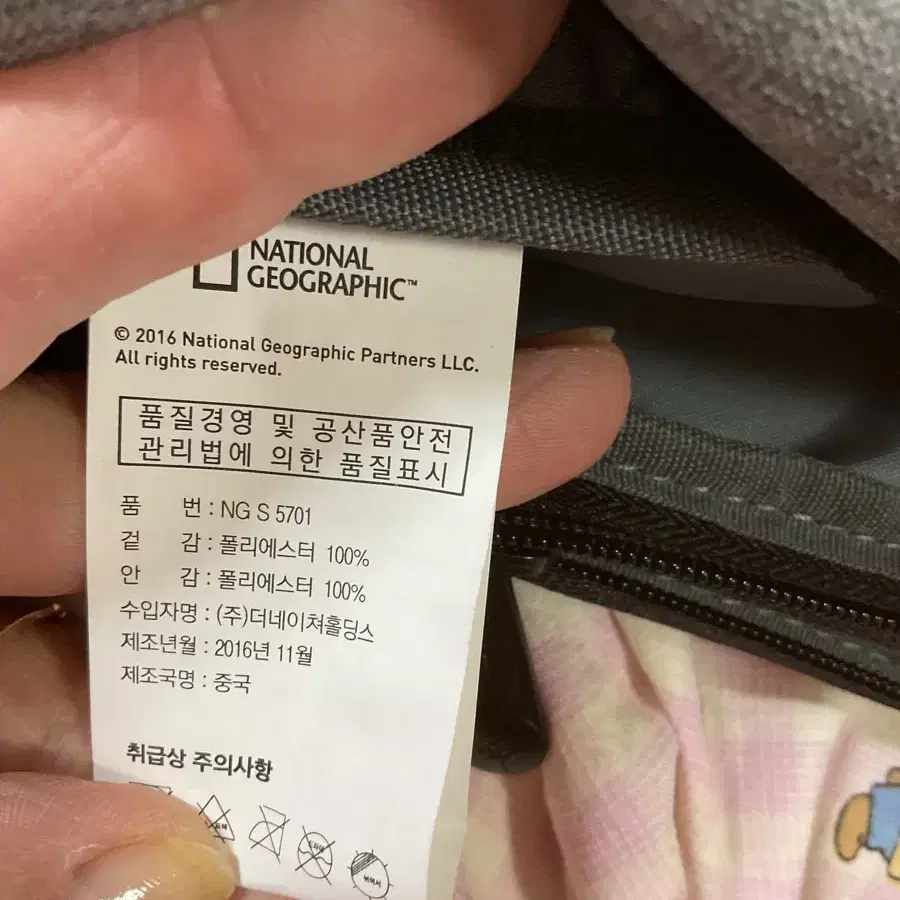 NATIONAL
GEOGRAPHIC™
© 2016 National Geographic Partners LLC.
All rights reserved.
품질경영 및 공산품안전
관리법에 의한 품질표시
품 번 : NG S 5701
겉 감 : 폴리에스터 100%
안 감 : 폴리에스터 100%
수입자명 : (주)더네이쳐홀딩스
제조년월 : 2016년 11월
제조국명 : 중국
취급상 주의사항